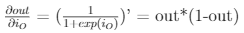 ∂out/∂i_O = (1/(1+exp(i_O)))’ = out*(1-out)